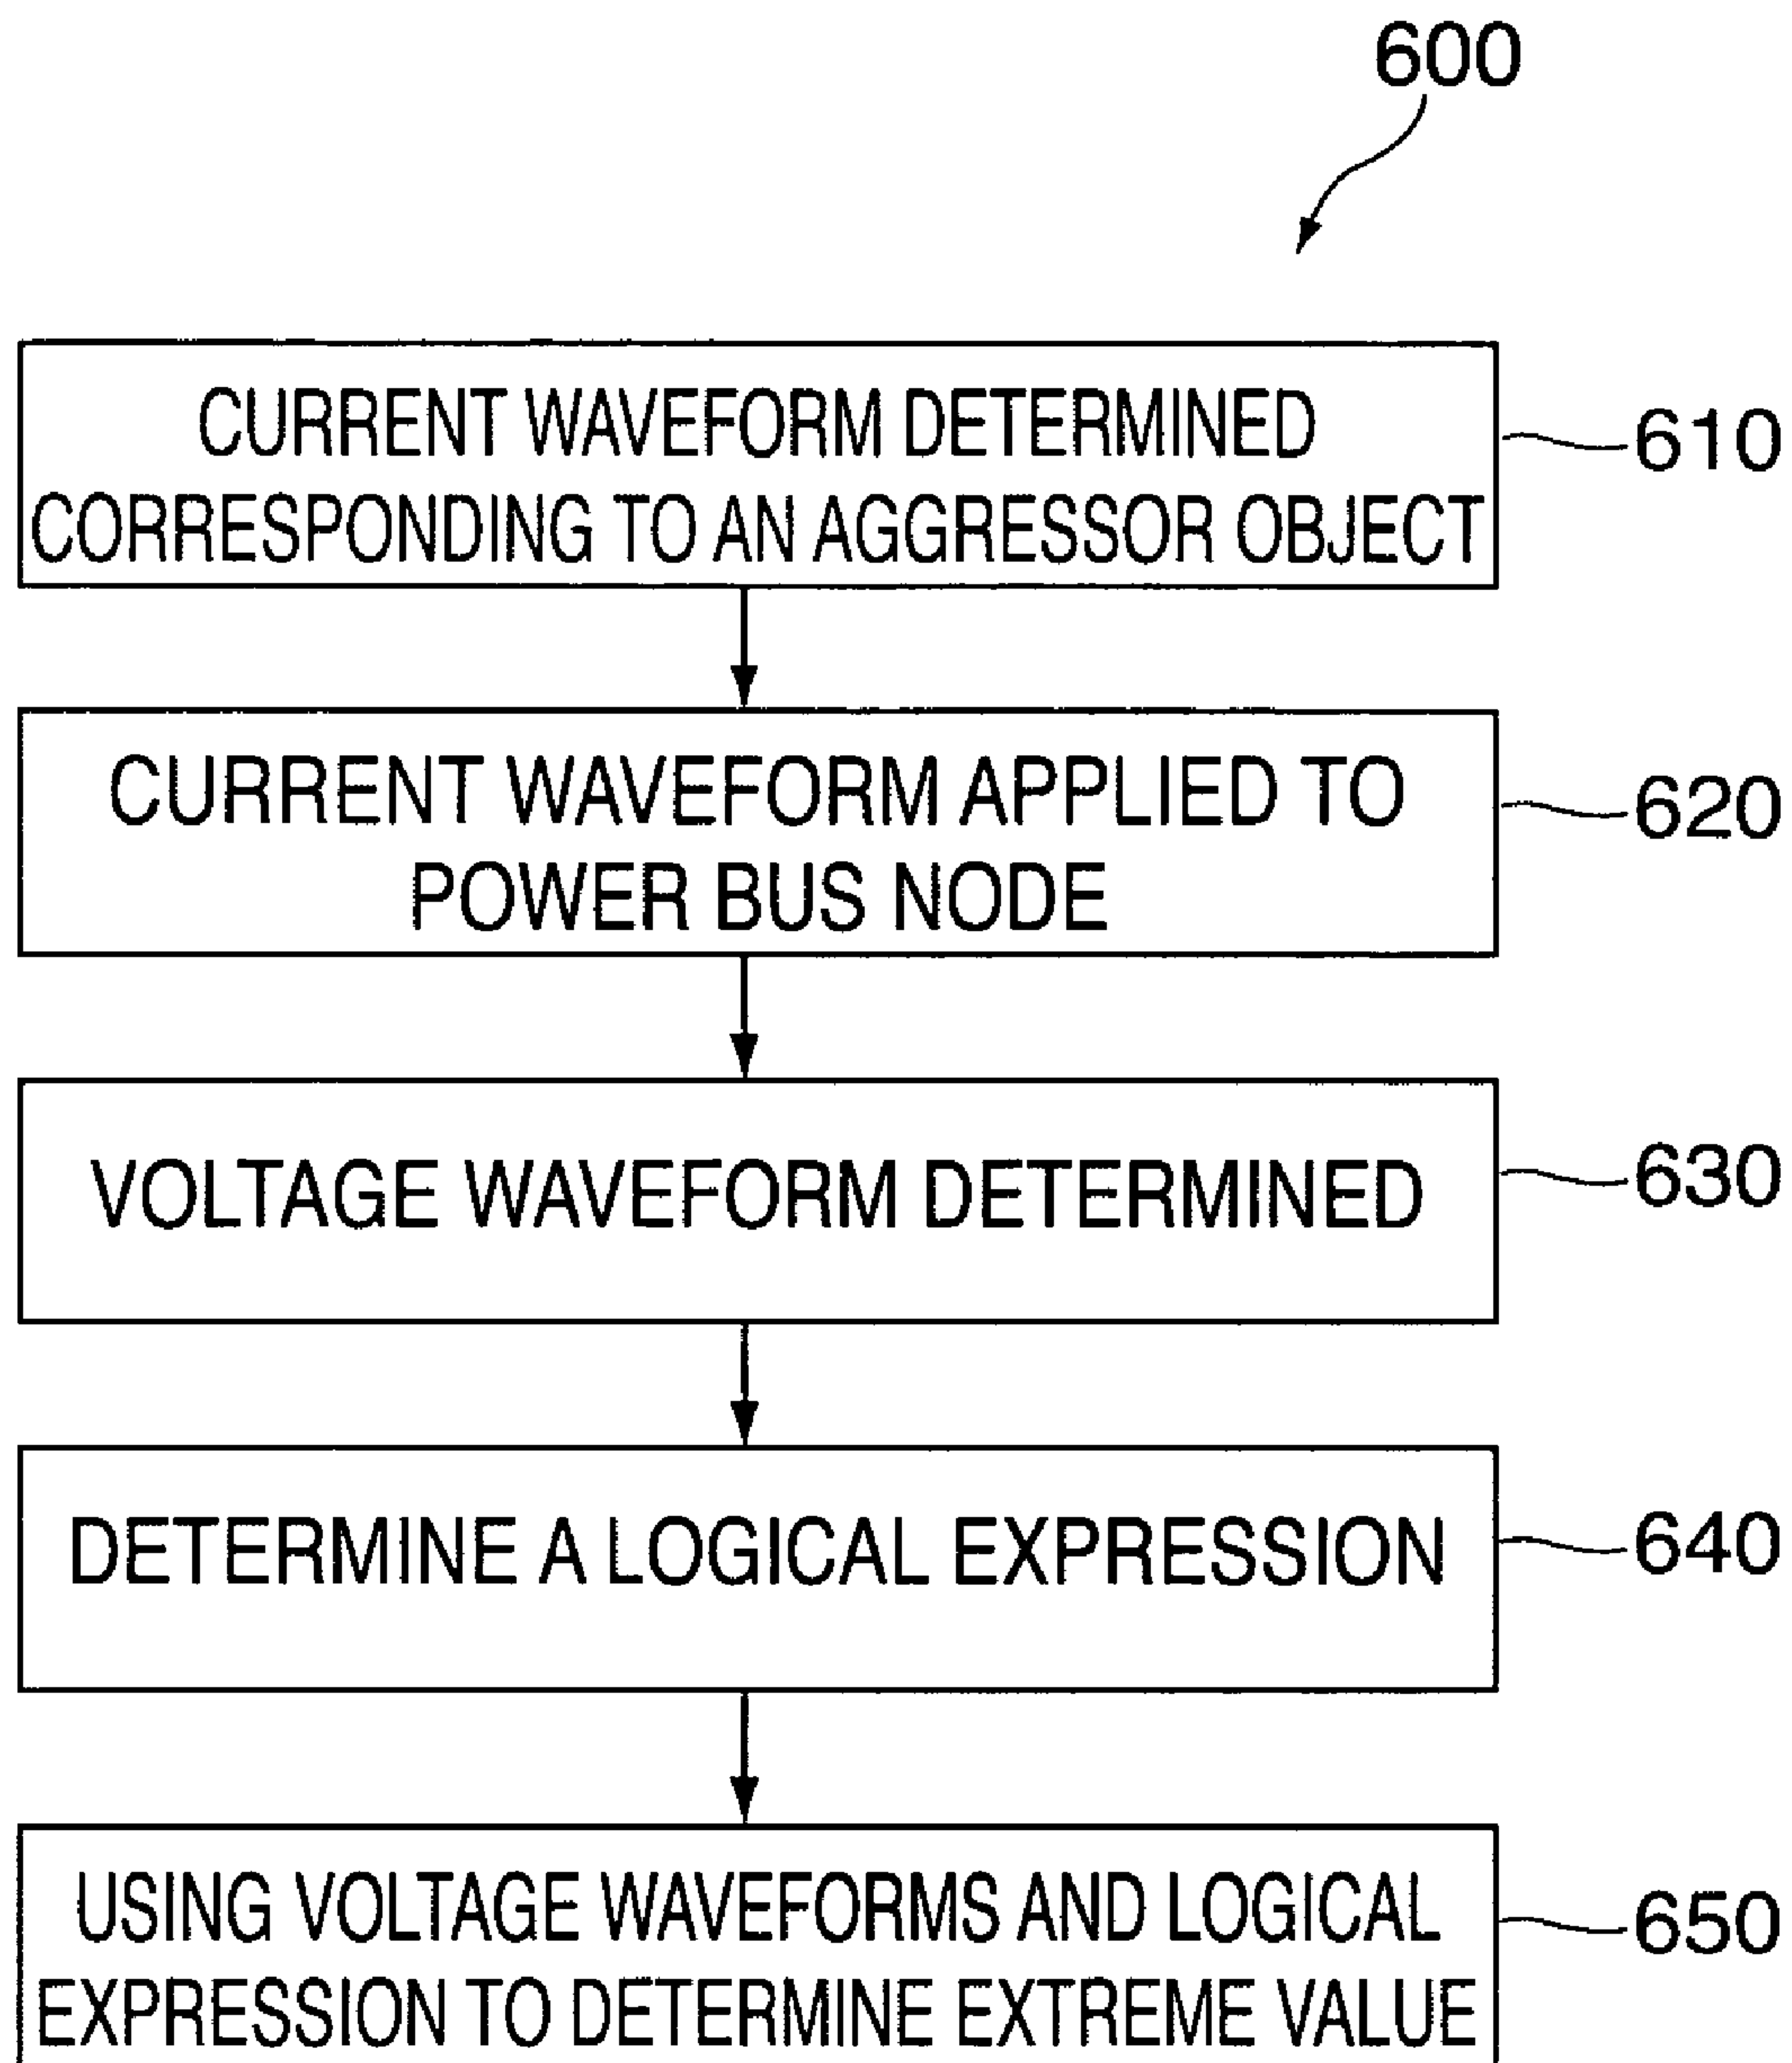 600
CURRENT WAVEFORM DETERMINED
CORRESPONDING TO AN AGGRESSOR OBJECT
610
CURRENT WAVEFORM APPLIED TO
POWER BUS NODE
620
VOLTAGE WAVEFORM DETERMINED
630
DETERMINE A LOGICAL EXPRESSION
640
USING VOLTAGE WAVEFORMS AND LOGICAL
EXPRESSION TO DETERMINE EXTREME VALUE
650